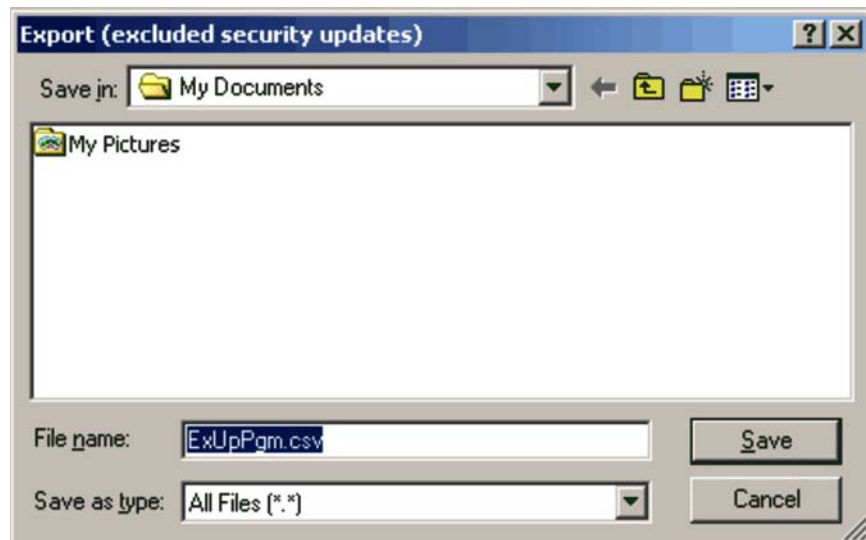 Export (excluded security updates)
Save in: My Documents
My Pictures
File name: ExUpPgm.csv Save
Save as type: All Files (*.*) Cancel